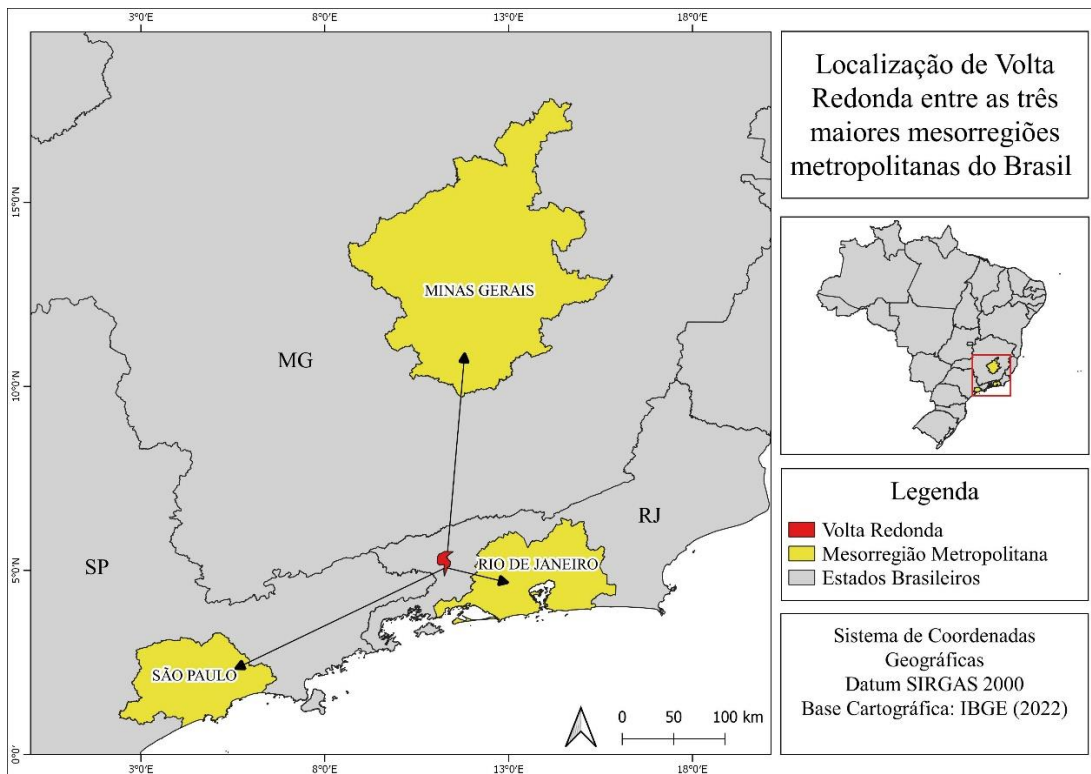 3°0'E
8°0'E
13°0'E
18°0'E
15°0'N
10°0'N
5°0'N
0°0'
MINAS GERAIS
MG
SP
RJ
RIO DE JANEIRO
SÃO PAULO
0 50 100 km
3°0'E
8°0'E
13°0'E
18°0'E
Localização de Volta
Redonda entre as três
maiores mesorregiões
metropolitanas do Brasil
Legenda
Volta Redonda
Mesorregião Metropolitana
Estados Brasileiros
Sistema de Coordenadas
Geográficas
Datum SIRGAS 2000
Base Cartográfica: IBGE (2022)